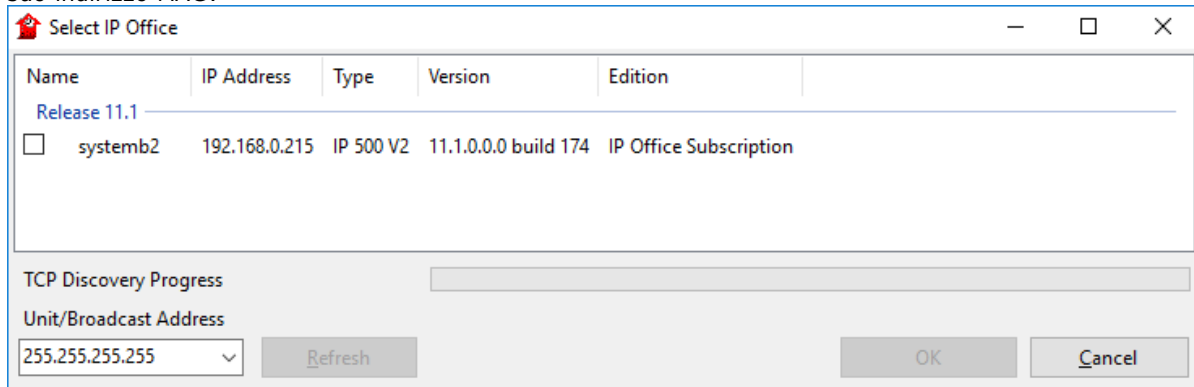 Select IP Office
Name IP Address Type Version Edition
Release 11.1
systemb2 192.168.0.215 IP 500 V2 11.1.0.0.0 build 174 IP Office Subscription
TCP Discovery Progress
Unit/Broadcast Address
255.255.255.255 Refresh OK Cancel